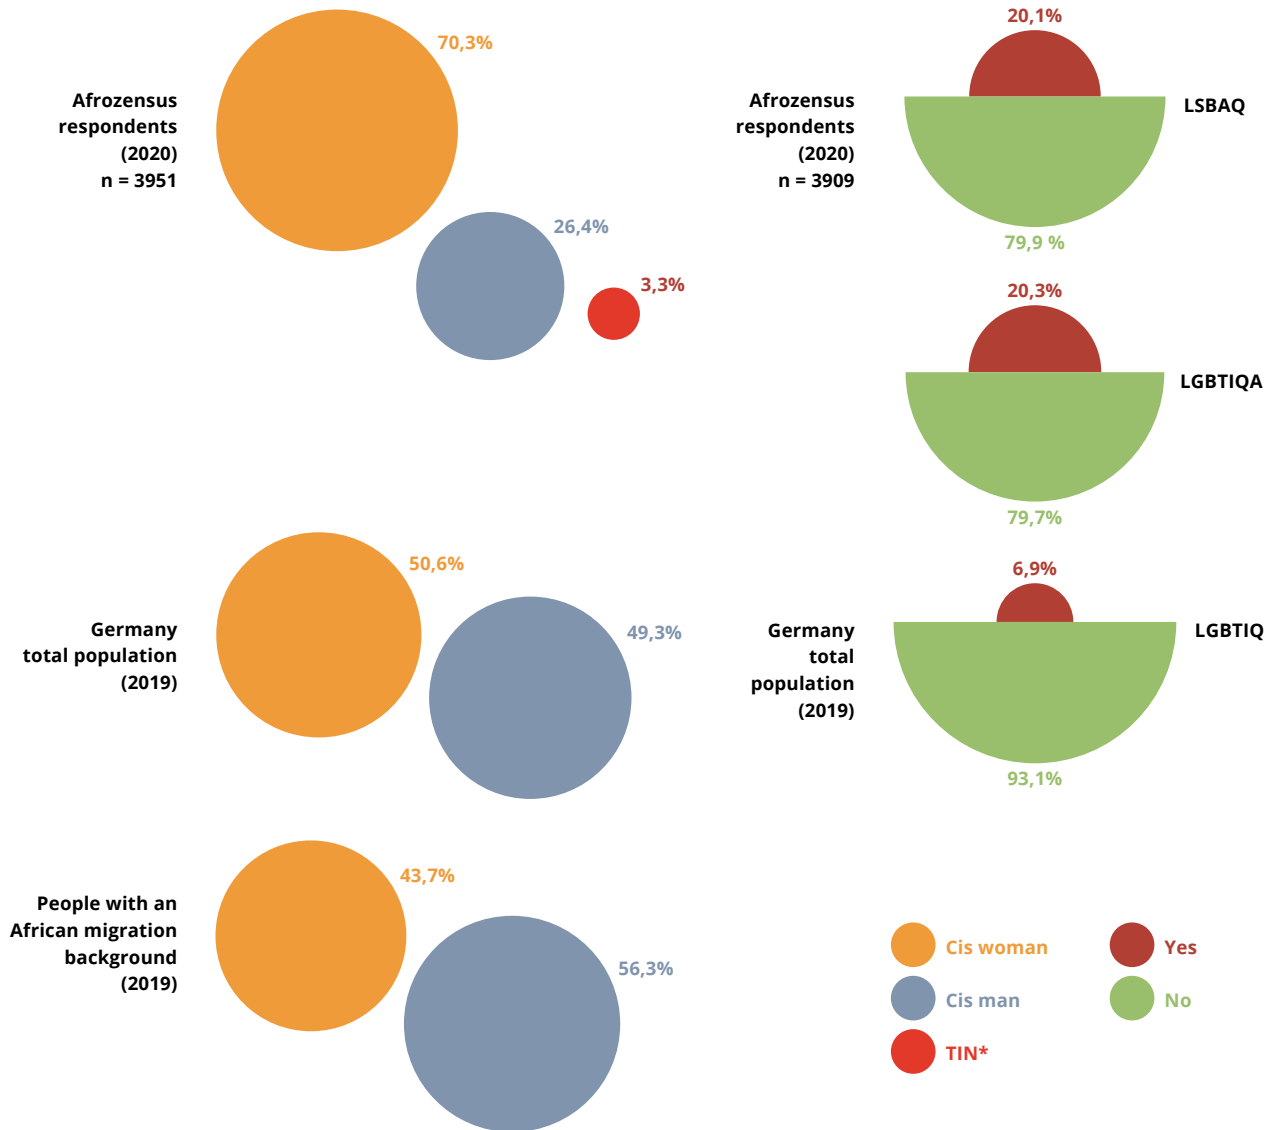 Afrozensus
respondents
(2020)
n = 3951
70,3%
26,4%
3,3%
Germany
total population
(2019)
50,6%
49,3%
People with an
African migration
background
(2019)
43,7%
56,3%
Afrozensus
respondents
(2020)
n = 3909
20,1%
LSBAQ
79,9 %
20,3%
LGBTIQA
79,7%
Germany
total
population
(2019)
6,9%
LGBTIQ
93,1%
Cis woman
Cis man
TIN*
Yes
No